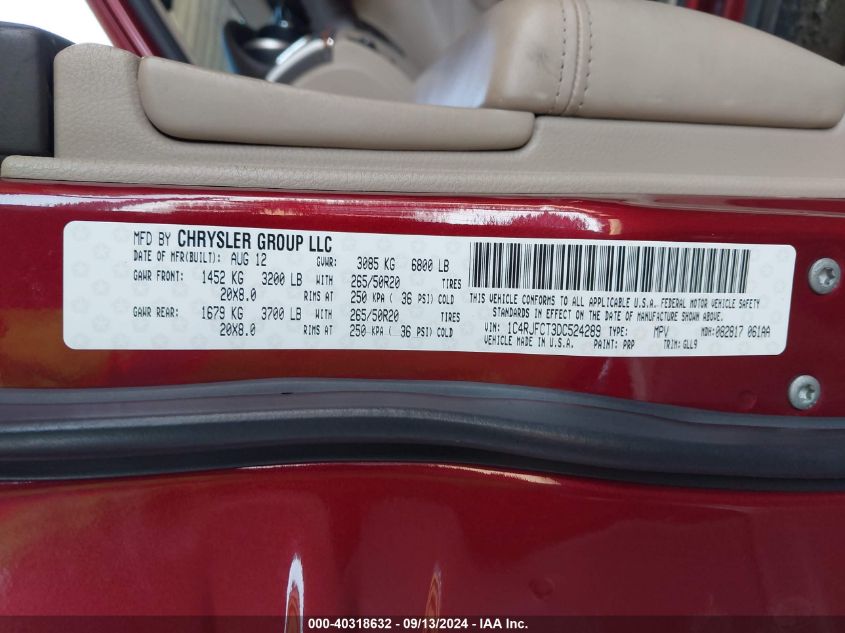 MFD BY CHRYSLER GROUP LLC
DATE OF MFR(BUILT): AUG 12 GVWR: 3085 KG 6800 LB
GAWR FRONT: 1452 KG 3200 LB WITH 265/50R20 TIRES
20X8.0 RIMS AT 250 KPA ( 36 PSI) COLD
GAWR REAR: 1679 KG 3700 LB WITH 265/50R20 TIRES
20X8.0 RIMS AT 250 KPA ( 36 PSI) COLD
THIS VEHICLE CONFORMS TO ALL APPLICABLE U.S.A. FEDERAL MOTOR VEHICLE SAFETY
STANDARDS IN EFFECT ON THE DATE OF MANUFACTURE SHOWN ABOVE.
VIN: 1C4RJFCT3DC524289 TYPE: MPV MDH: 082817 061AA
VEHICLE MADE IN U.S.A. PAINT: PRP TRIM: GLL9
000-40318632 - 09/13/2024 - IAA Inc.